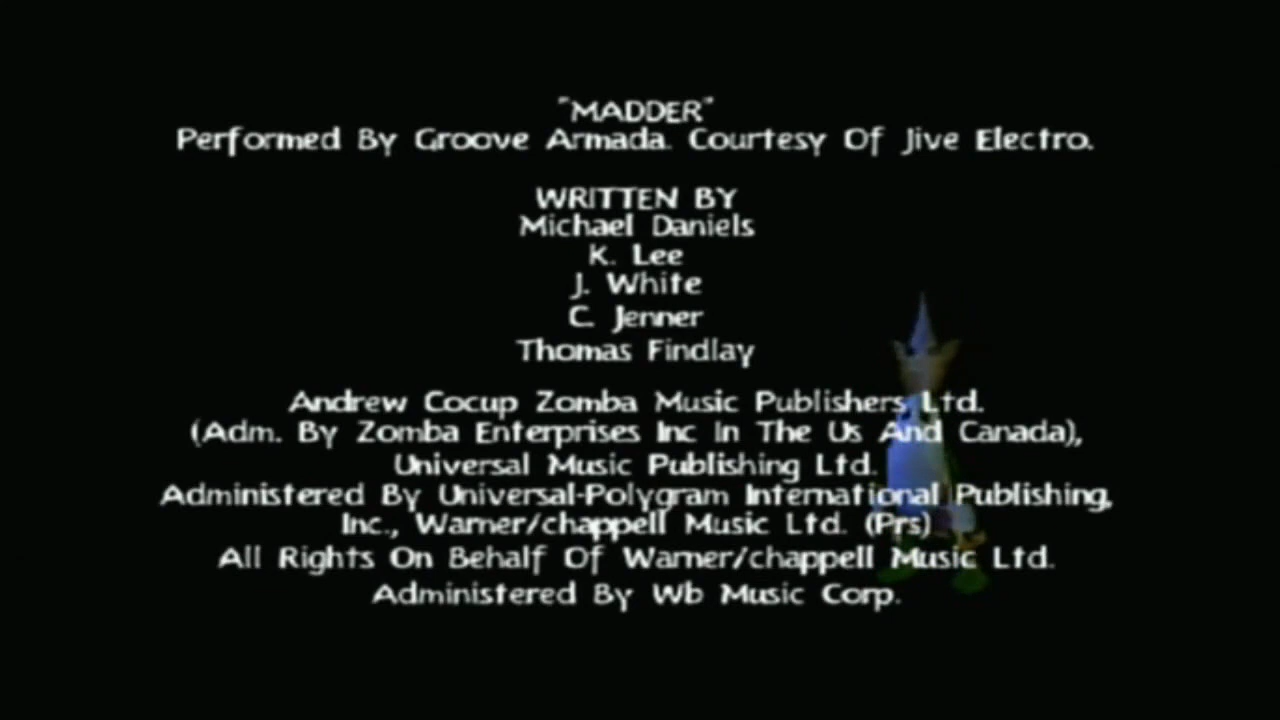 "MADDER"
Performed By Groove Armada. Courtesy Of Jive Electro.
WRITTEN BY
Michael Daniels
K. Lee
J. White
C. Jenner
Thomas Findlay
Andrew Cocup Zomba Music Publishers Ltd.
(Adm. By Zomba Enterprises Inc In The Us And Canada),
Universal Music Publishing Ltd.
Administered By Universal-Polygram International Publishing,
Inc., Warner/chappell Music Ltd. (Prs)
All Rights On Behalf Of Warner/chappell Music Ltd.
Administered By Wb Music Corp.